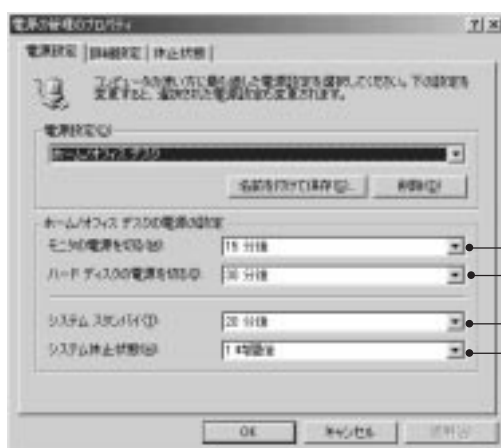 電源の管理のプロパティ
電源設定 詳細設定 休止状態
コンピュータの使い方に最も適した電源設定を選択してください。下の設定を
変更すると、選択された電源設定も変更されます。
電源設定(C)
ホーム/オフィス デスク
名前を付けて保存(S)... 削除(D)
ホーム/オフィス デスクの電源の設定
モニタの電源を切る(M) 15 分後
ハード ディスクの電源を切る(I) 30 分後
システム スタンバイ(T) 20 分後
システム休止状態(H) 1 時間後
OK キャンセル 適用(A)